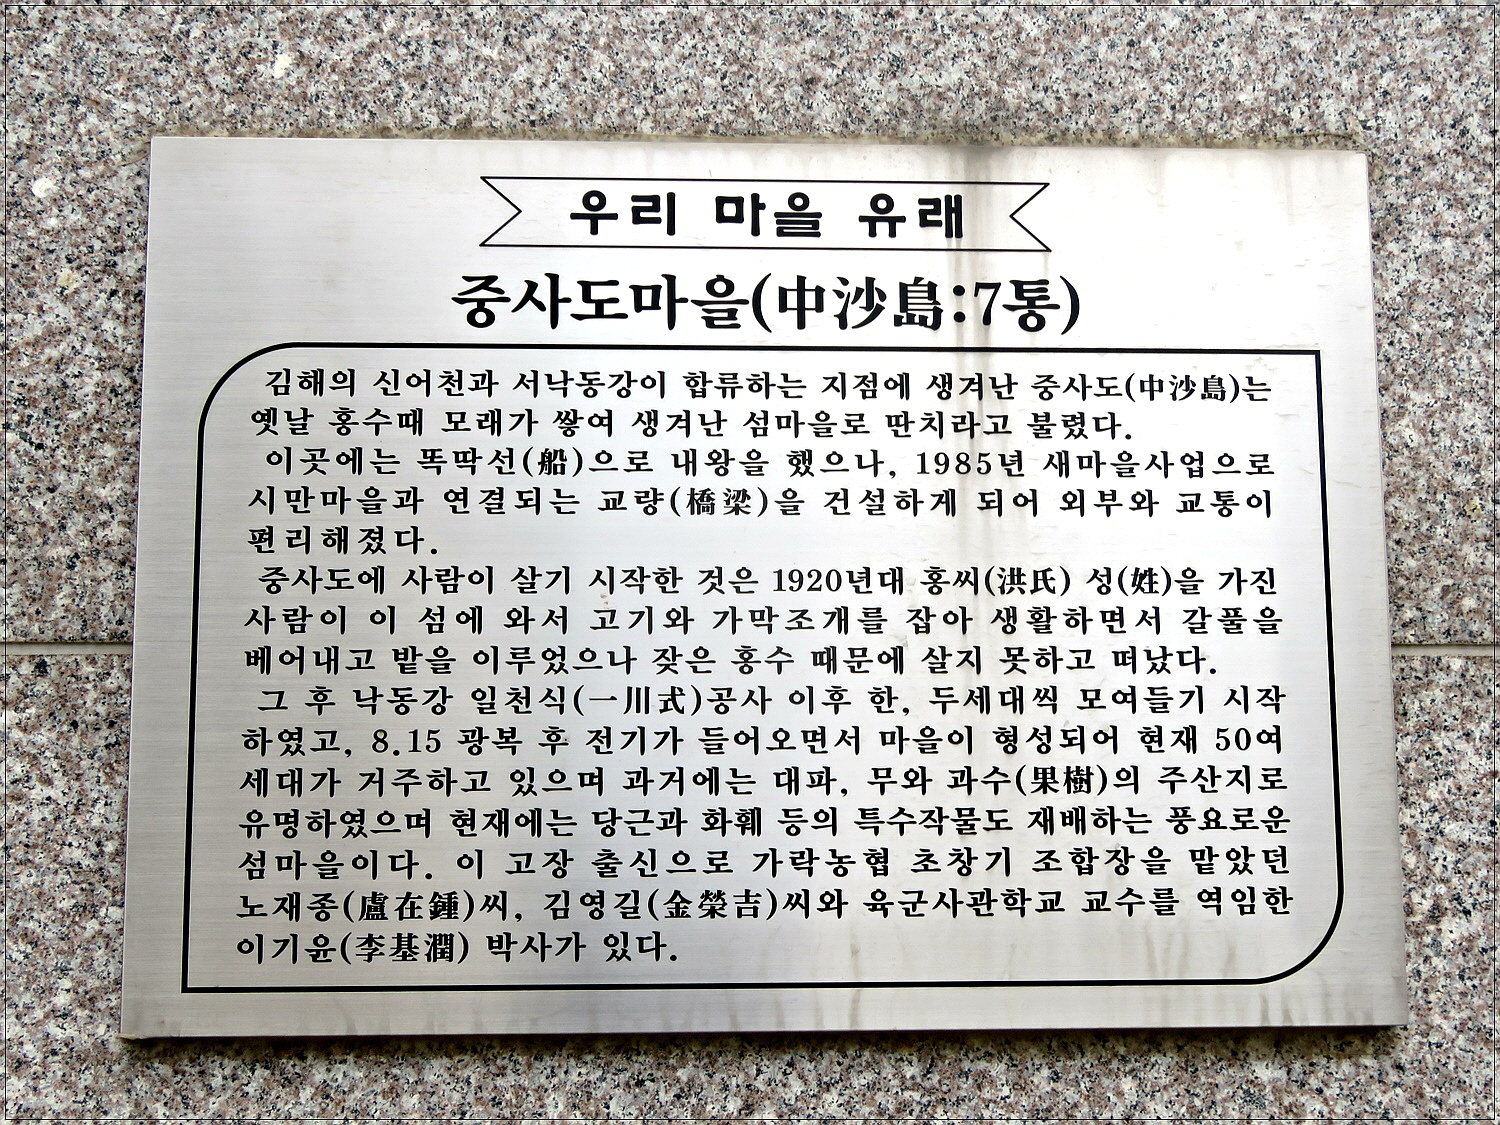 우리 마을 유래
중사도마을(中沙島:7통)
김해의 신어천과 서낙동강이 합류하는 지점에 생겨난 중사도(中沙島)는
옛날 홍수때 모래가 쌓여 생겨난 섬마을로 딴치라고 불렸다.
이곳에는 똑딱선(船)으로 내왕을 했으나, 1985년 새마을사업으로
시만마을과 연결되는 교량(橋梁)을 건설하게 되어 외부와 교통이
편리해졌다.
중사도에 사람이 살기 시작한 것은 1920년대 홍씨(洪氏) 성(姓)을 가진
사람이 이 섬에 와서 고기와 가막조개를 잡아 생활하면서 갈풀을
베어내고 밭을 이루었으나 잦은 홍수 때문에 살지 못하고 떠났다.
그 후 낙동강 일천식(一川式)공사 이후 한, 두세대씩 모여들기 시작
하였고, 8.15 광복 후 전기가 들어오면서 마을이 형성되어 현재 50여
세대가 거주하고 있으며 과거에는 대파, 무와 과수(果樹)의 주산지로
유명하였으며 현재에는 당근과 화훼 등의 특수작물도 재배하는 풍요로운
섬마을이다. 이 고장 출신으로 가락농협 초창기 조합장을 맡았던
노재종(盧在鍾)씨, 김영길(金榮吉)씨와 육군사관학교 교수를 역임한
이기윤(李基潤) 박사가 있다.